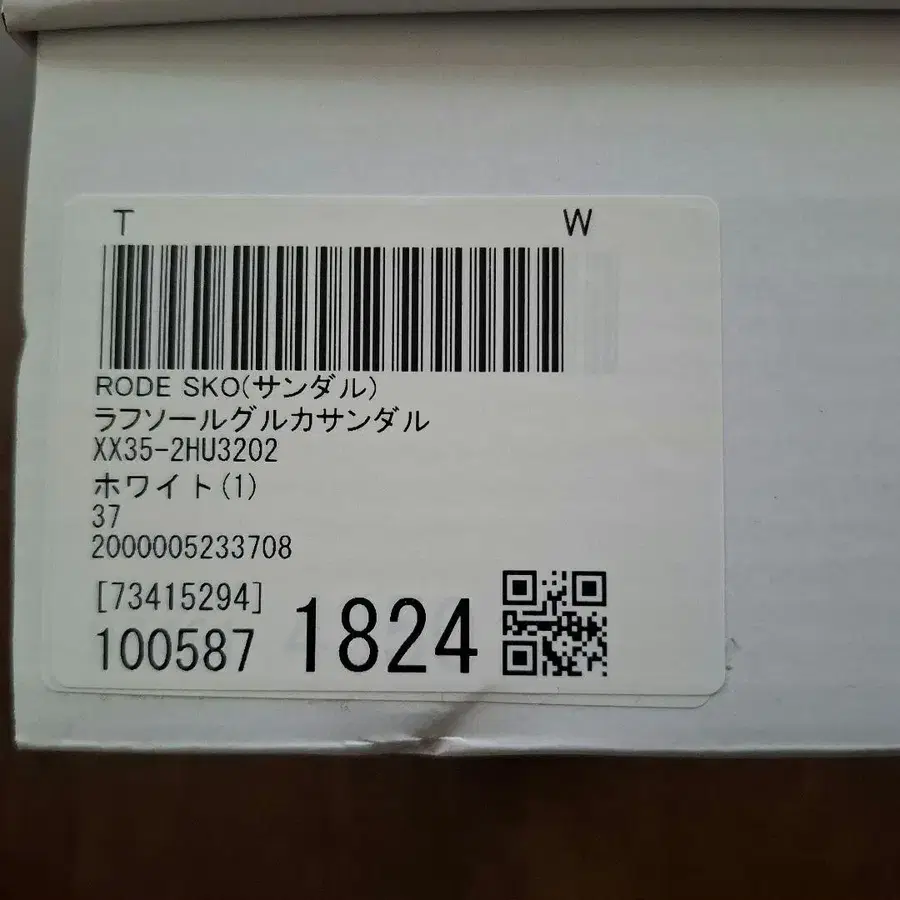 T W
RODE SKO(サンダル)
ラフソールグルカサンダル
XX35-2HU3202
ホワイト(1)
37
2000005233708
[73415294]
100587 1824